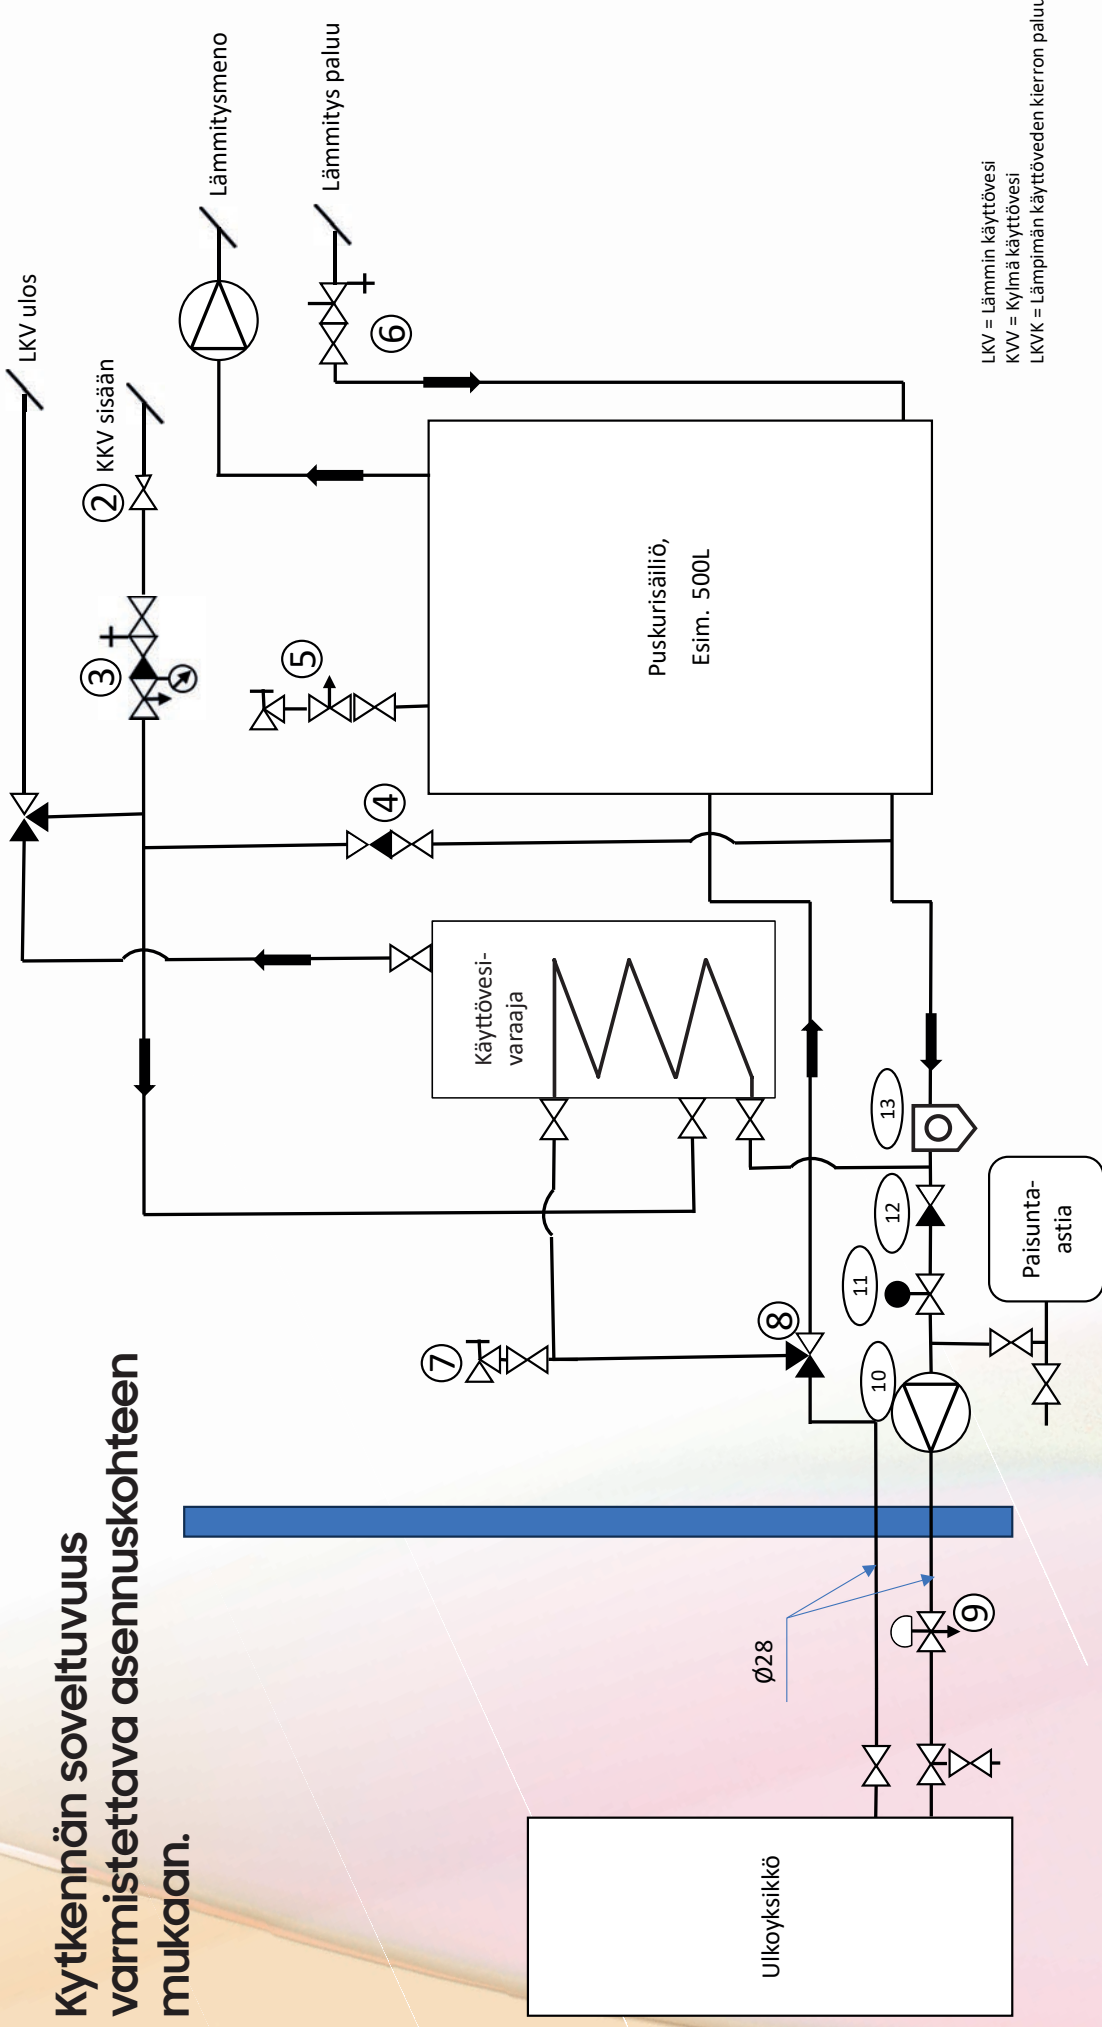 Kytkennän soveltuvuus
varmistettava asennuskohteen
mukaan.
LKV ulos
KKV sisään
Lämmitysmeno
Lämmitys paluu
2
3
4
5
6
7
8
9
10
11
12
13
Käyttövesi-
varaaja
Puskurisäiliö,
Esim. 500L
Paisunta-
astia
Ø28
Ulkoyksikkö
LKV = Lämmin käyttövesi
KVV = Kylmä käyttövesi
LKVK = Lämpimän käyttöveden kierron paluu